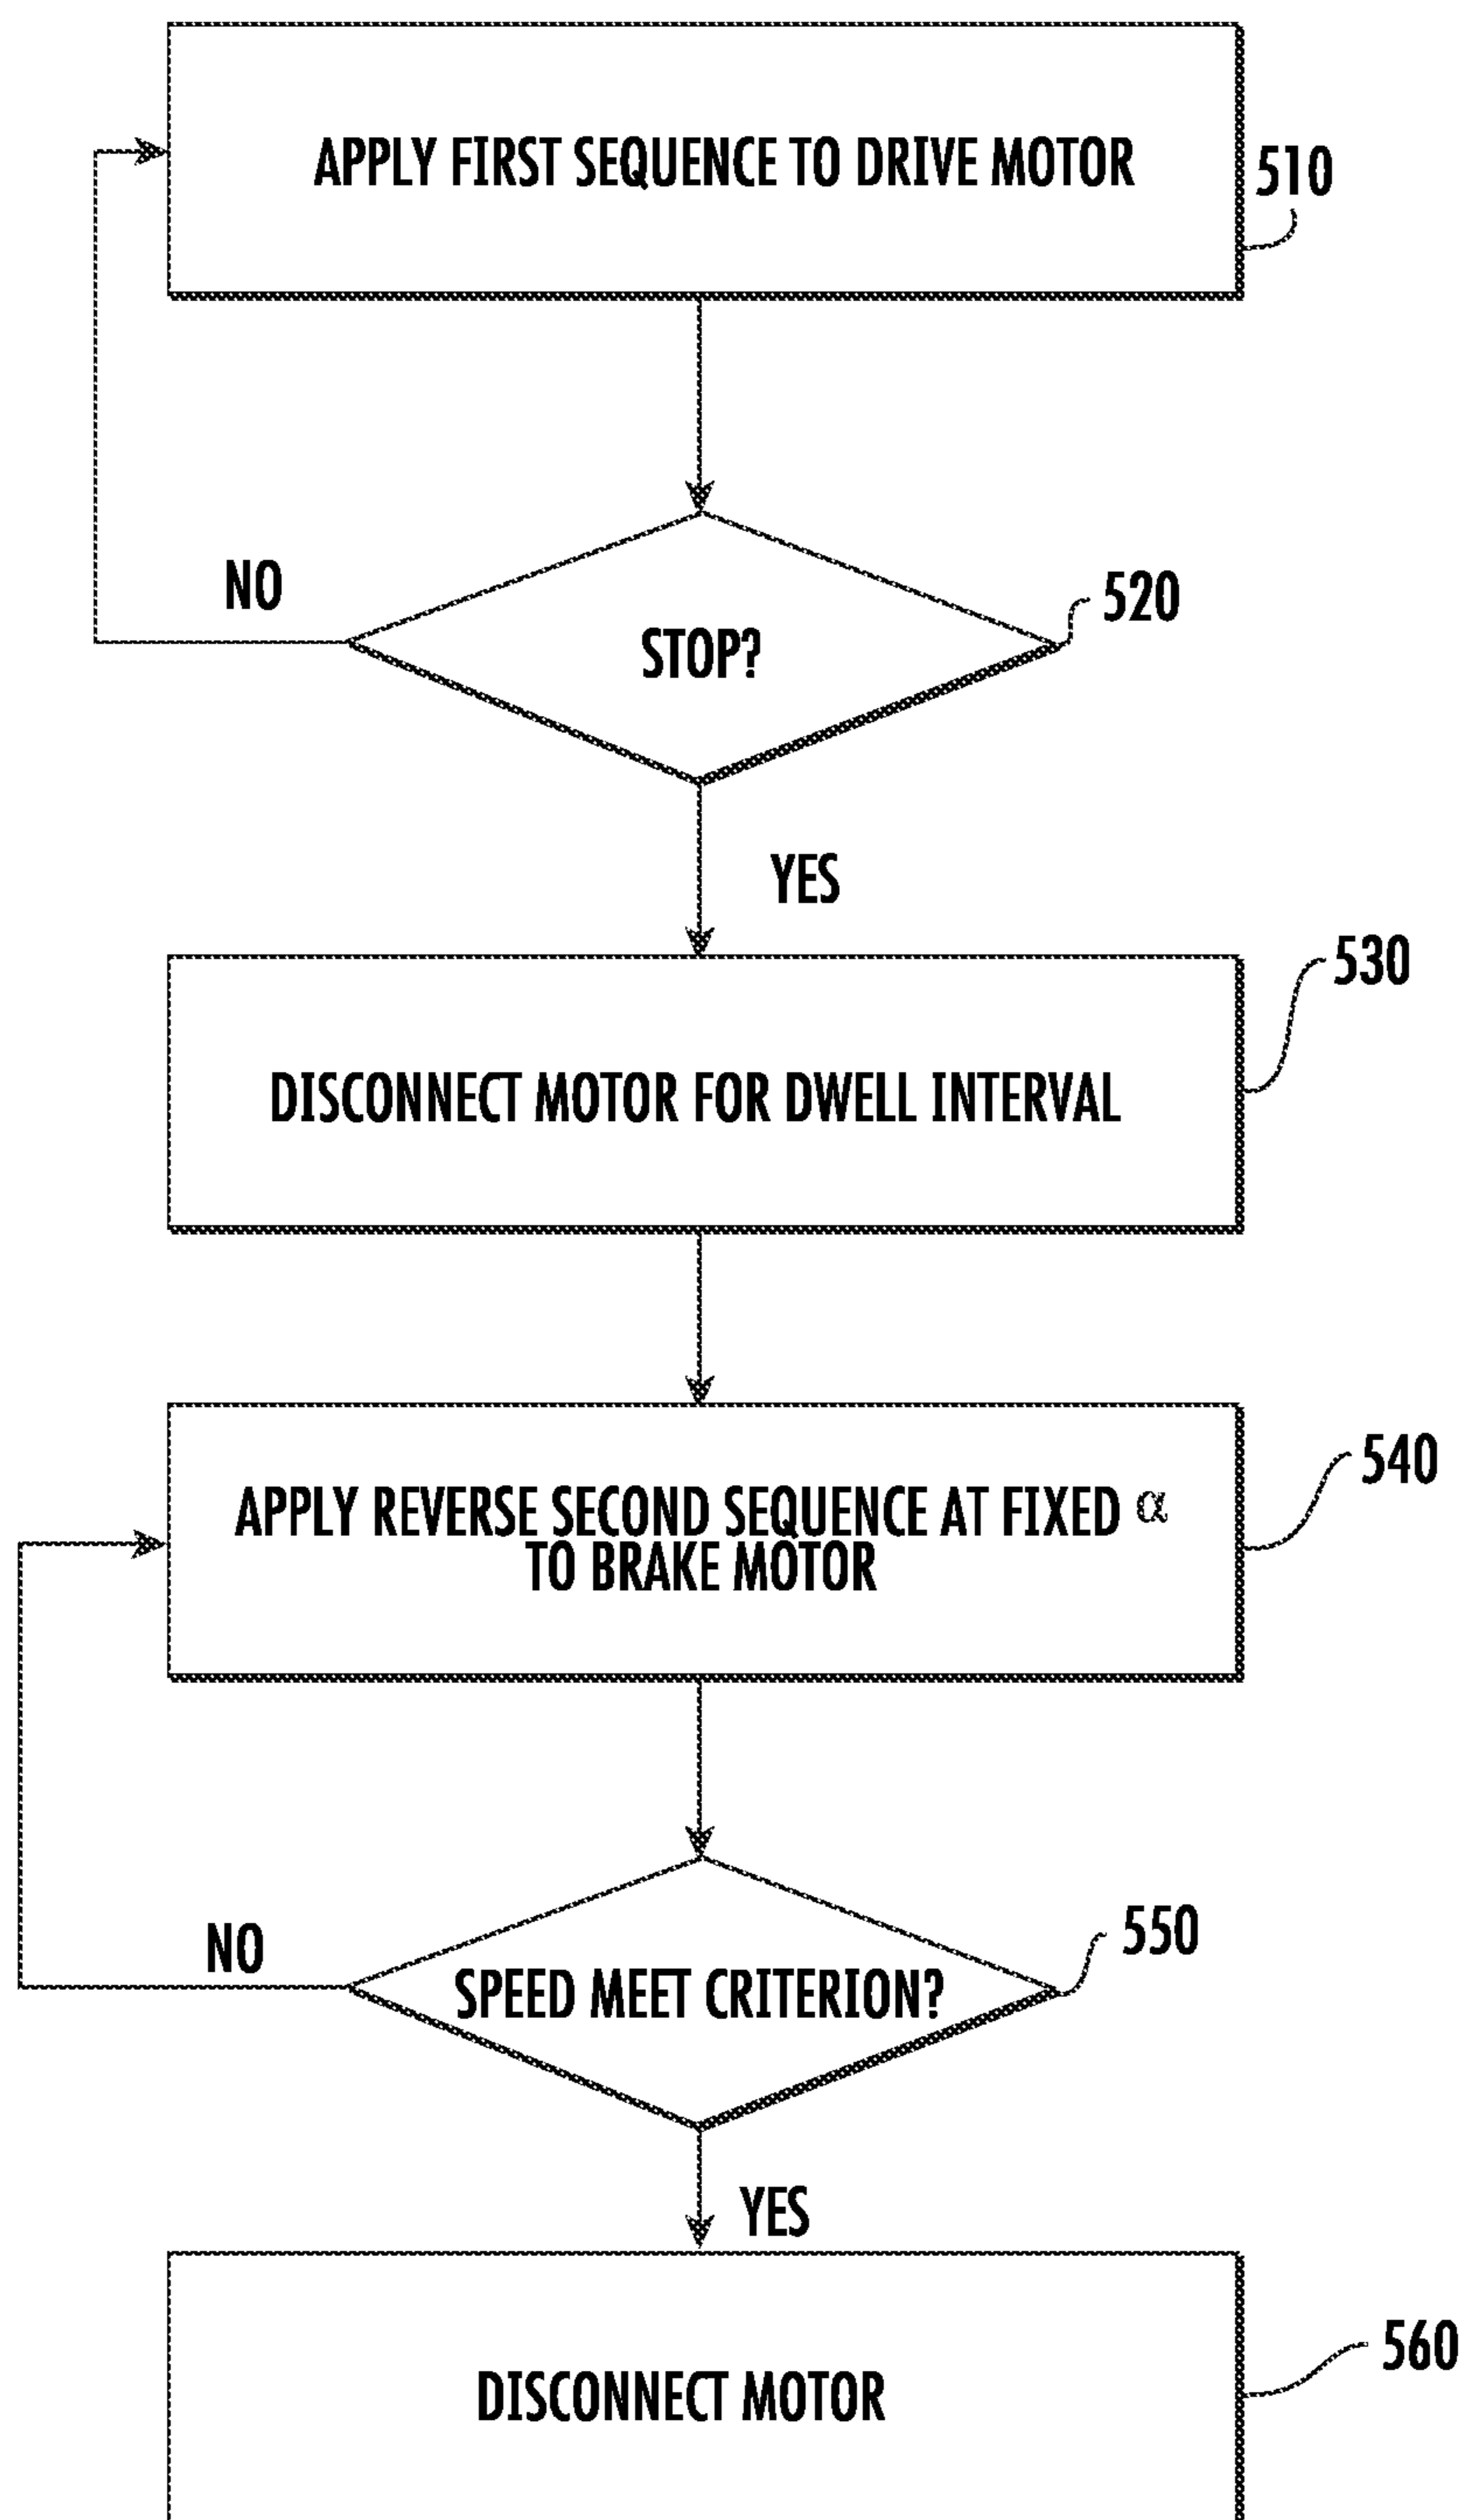 APPLY FIRST SEQUENCE TO DRIVE MOTOR
510
NO
STOP?
520
YES
530
DISCONNECT MOTOR FOR DWELL INTERVAL
540
APPLY REVERSE SECOND SEQUENCE AT FIXED α
TO BRAKE MOTOR
550
NO
SPEED MEET CRITERION?
YES
560
DISCONNECT MOTOR